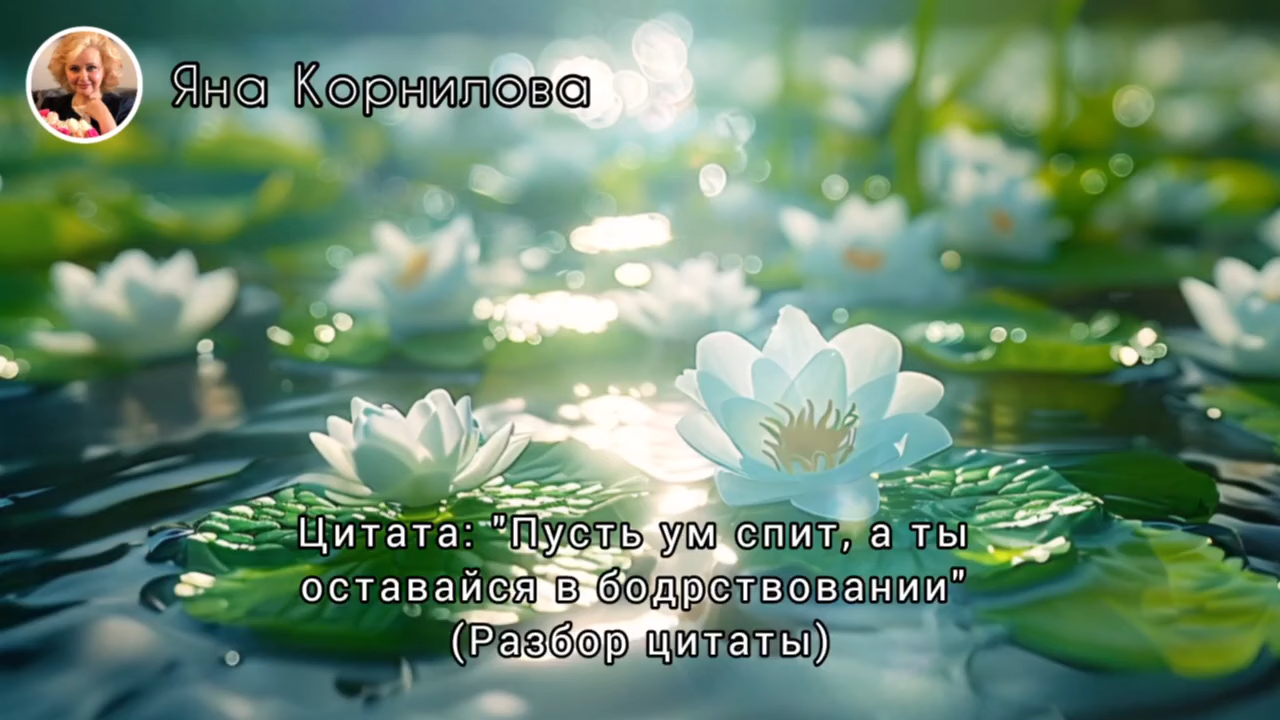 Яна Корнилова
Цитата: "Пусть ум спит, а ты
оставайся в бодрствовании"
(Разбор цитаты)